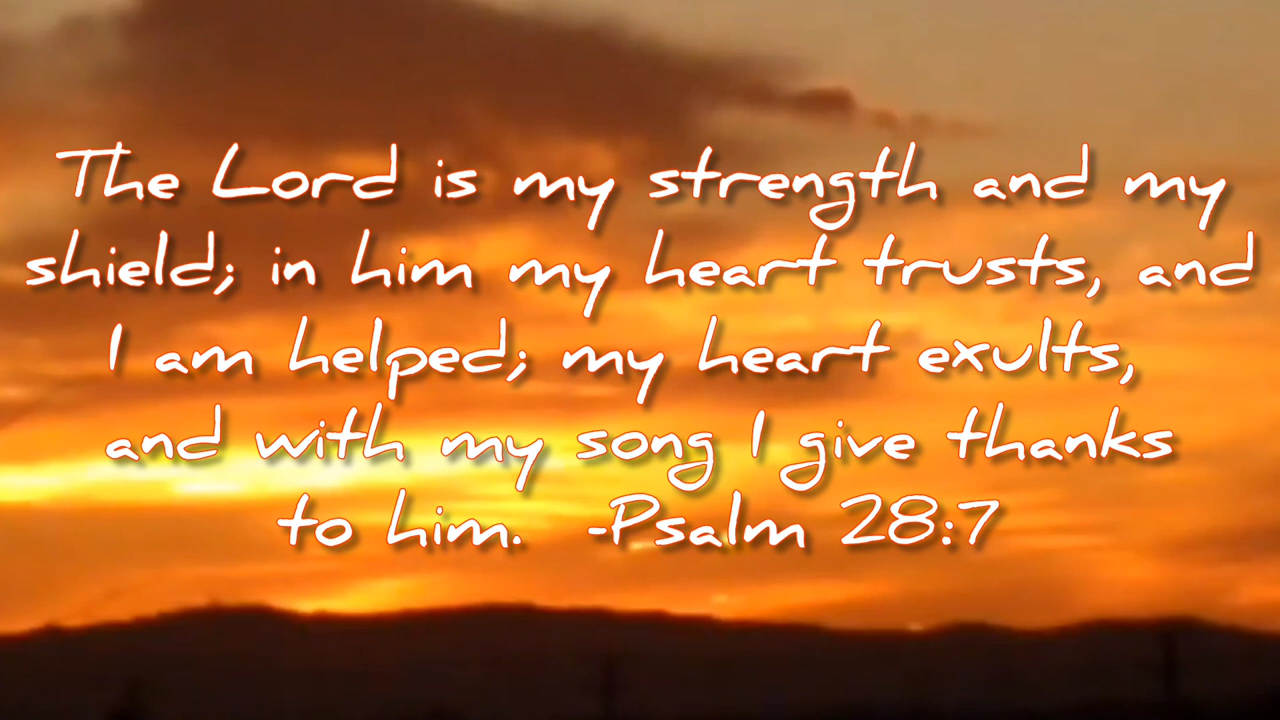 The Lord is my strength and my
shield; in him my heart trusts, and
I am helped; my heart exults,
and with my song I give thanks
to him. -Psalm 28:7